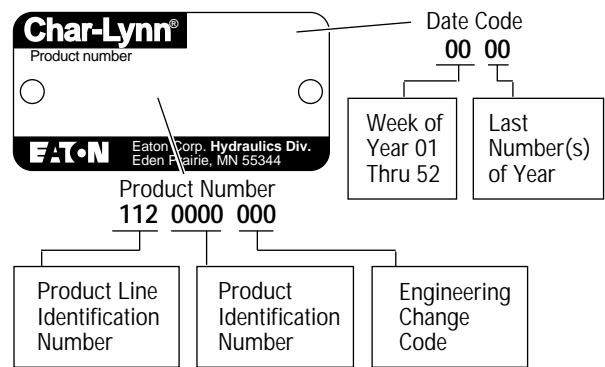 Char-Lynn®
Product number
EATON
Eaton Corp. Hydraulics Div.
Eden Prairie, MN 55344
Date Code
00 00
Week of
Year 01
Thru 52
Last
Number(s)
of Year
Product Number
112 0000 000
Product Line
Identification
Number
Product
Identification
Number
Engineering
Change
Code